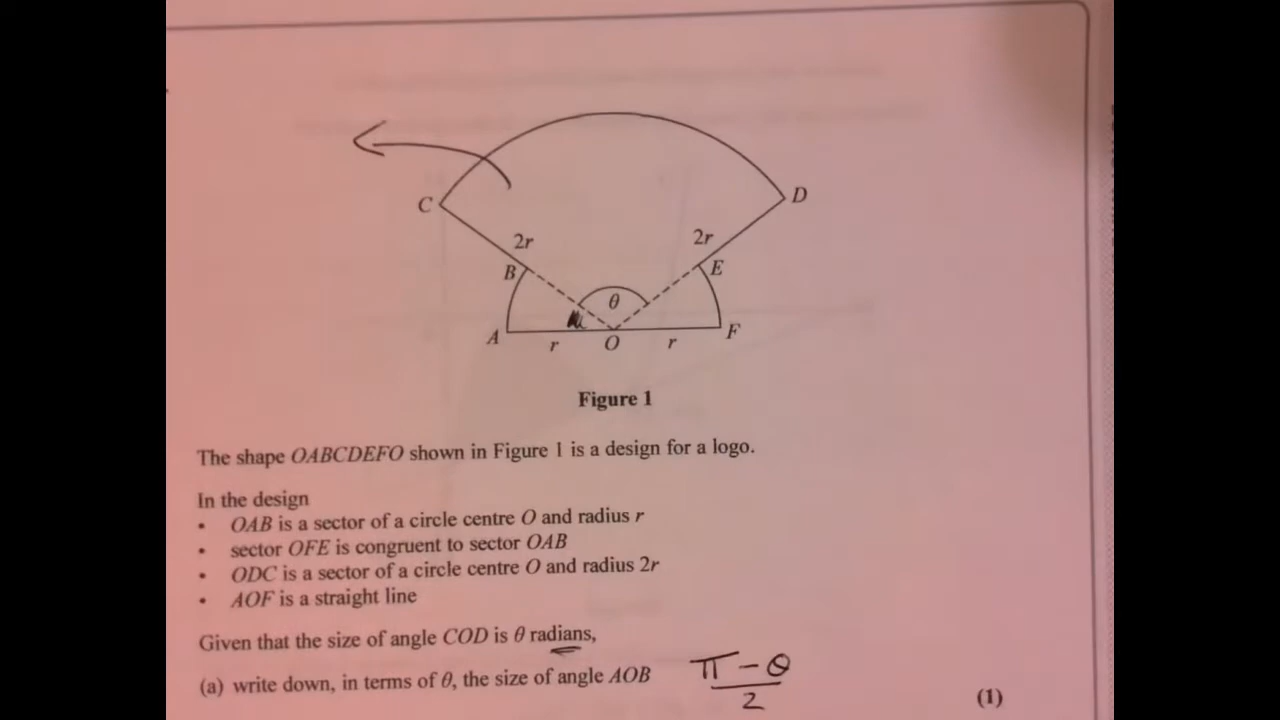 C
D
2r
2r
B
E
θ
A
F
r
O
r
Figure 1
The shape OABCDEFO shown in Figure 1 is a design for a logo.
In the design
• OAB is a sector of a circle centre O and radius r
• sector OFE is congruent to sector OAB
• ODC is a sector of a circle centre O and radius 2r
• AOF is a straight line
Given that the size of angle COD is θ radians,
(a) write down, in terms of θ, the size of angle AOB
π - θ
2
(1)